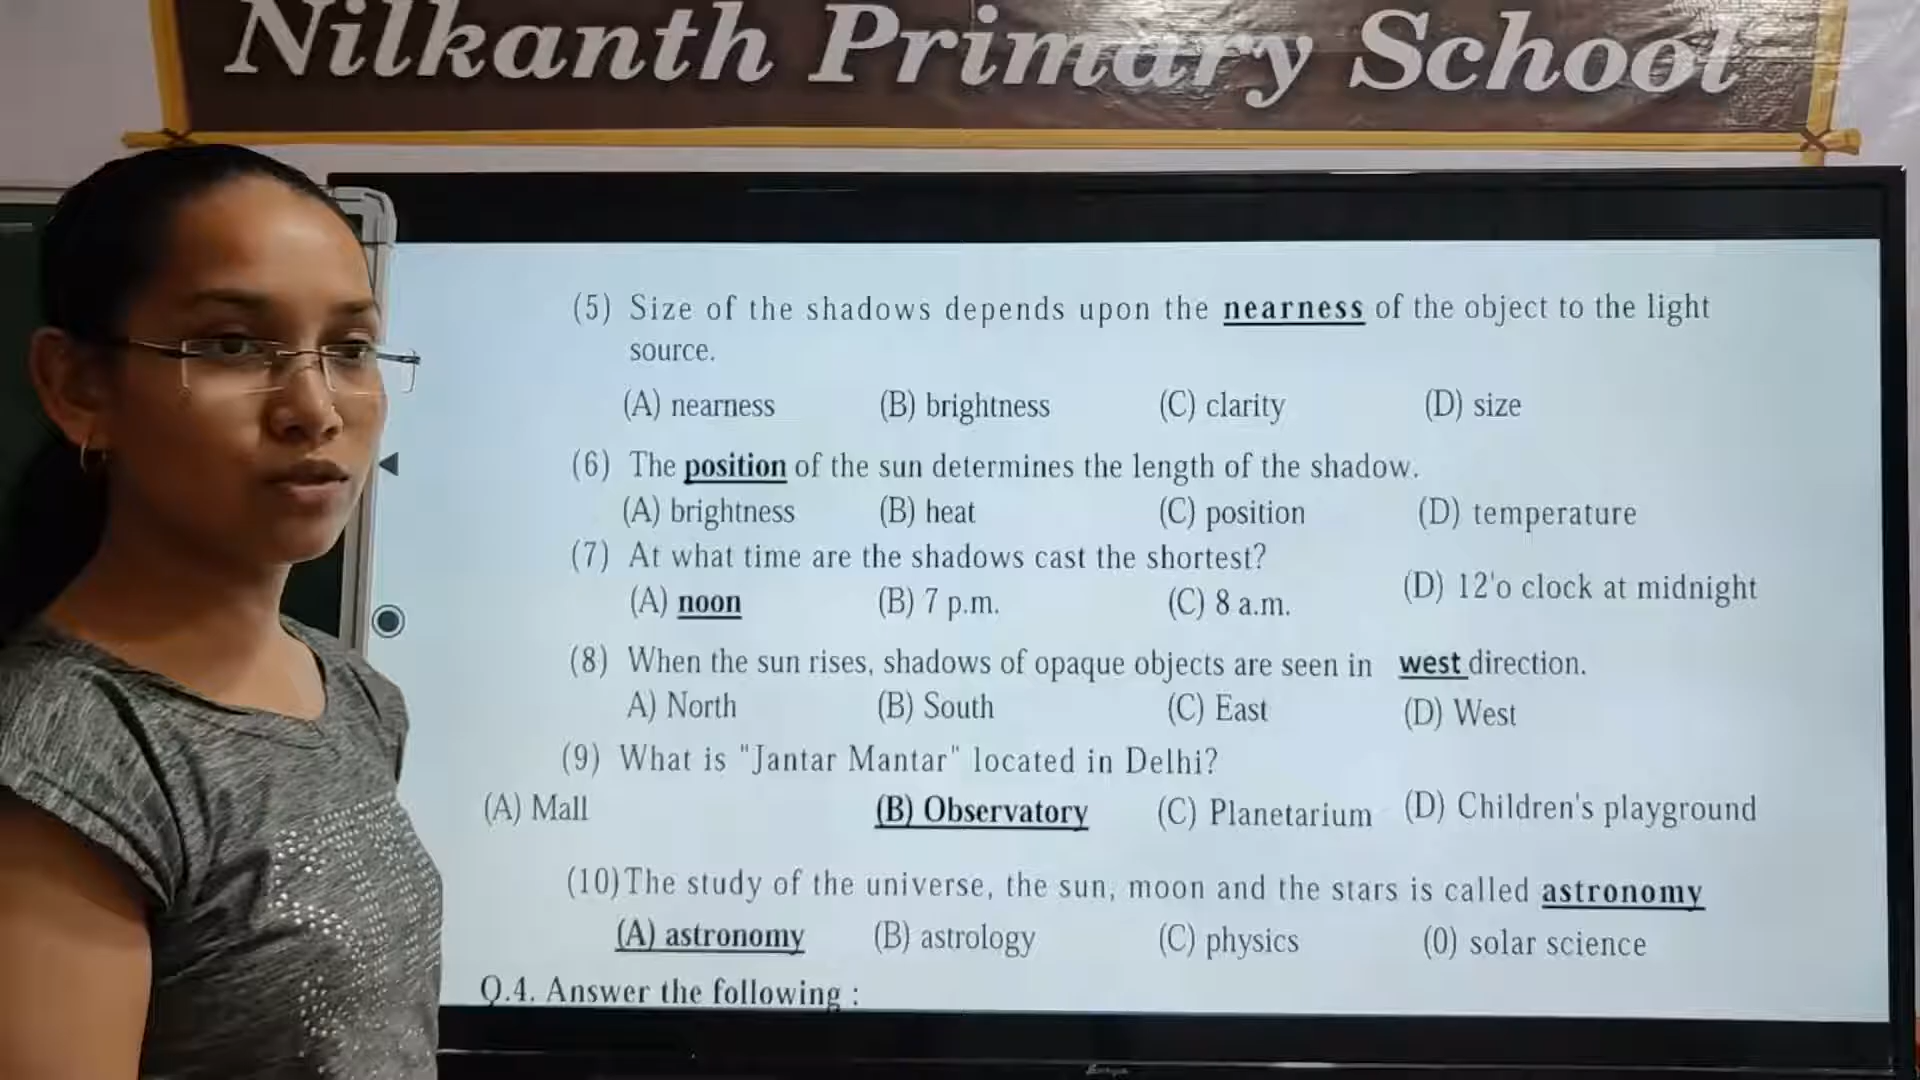 Nilkanth Primary School
(5) Size of the shadows depends upon the nearness of the object to the light
source.
(A) nearness (B) brightness (C) clarity (D) size
(6) The position of the sun determines the length of the shadow.
(A) brightness (B) heat (C) position (D) temperature
(7) At what time are the shadows cast the shortest?
(A) noon (B) 7 p.m. (C) 8 a.m. (D) 12'o clock at midnight
(8) When the sun rises, shadows of opaque objects are seen in west direction.
A) North (B) South (C) East (D) West
(9) What is "Jantar Mantar" located in Delhi?
(A) Mall (B) Observatory (C) Planetarium (D) Children's playground
(10) The study of the universe, the sun, moon and the stars is called astronomy
(A) astronomy (B) astrology (C) physics (0) solar science
Q.4. Answer the following :